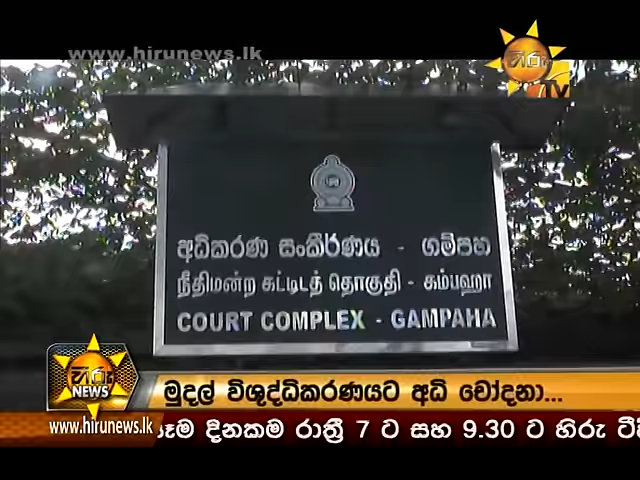 www.hirunews.lk
හිරු
TV
අධිකරණ සංකීර්ණය - ගම්පහ
நீதிமன்ற கட்டிடத் தொகுதி - கம்பஹா
COURT COMPLEX - GAMPAHA
හිරු
NEWS
මුදල් විශුද්ධිකරණයට අධි චෝදනා...
www.hirunews.lk
සෑම දිනකම රාත්‍රී 7 ට සහ 9.30 ට හිරු